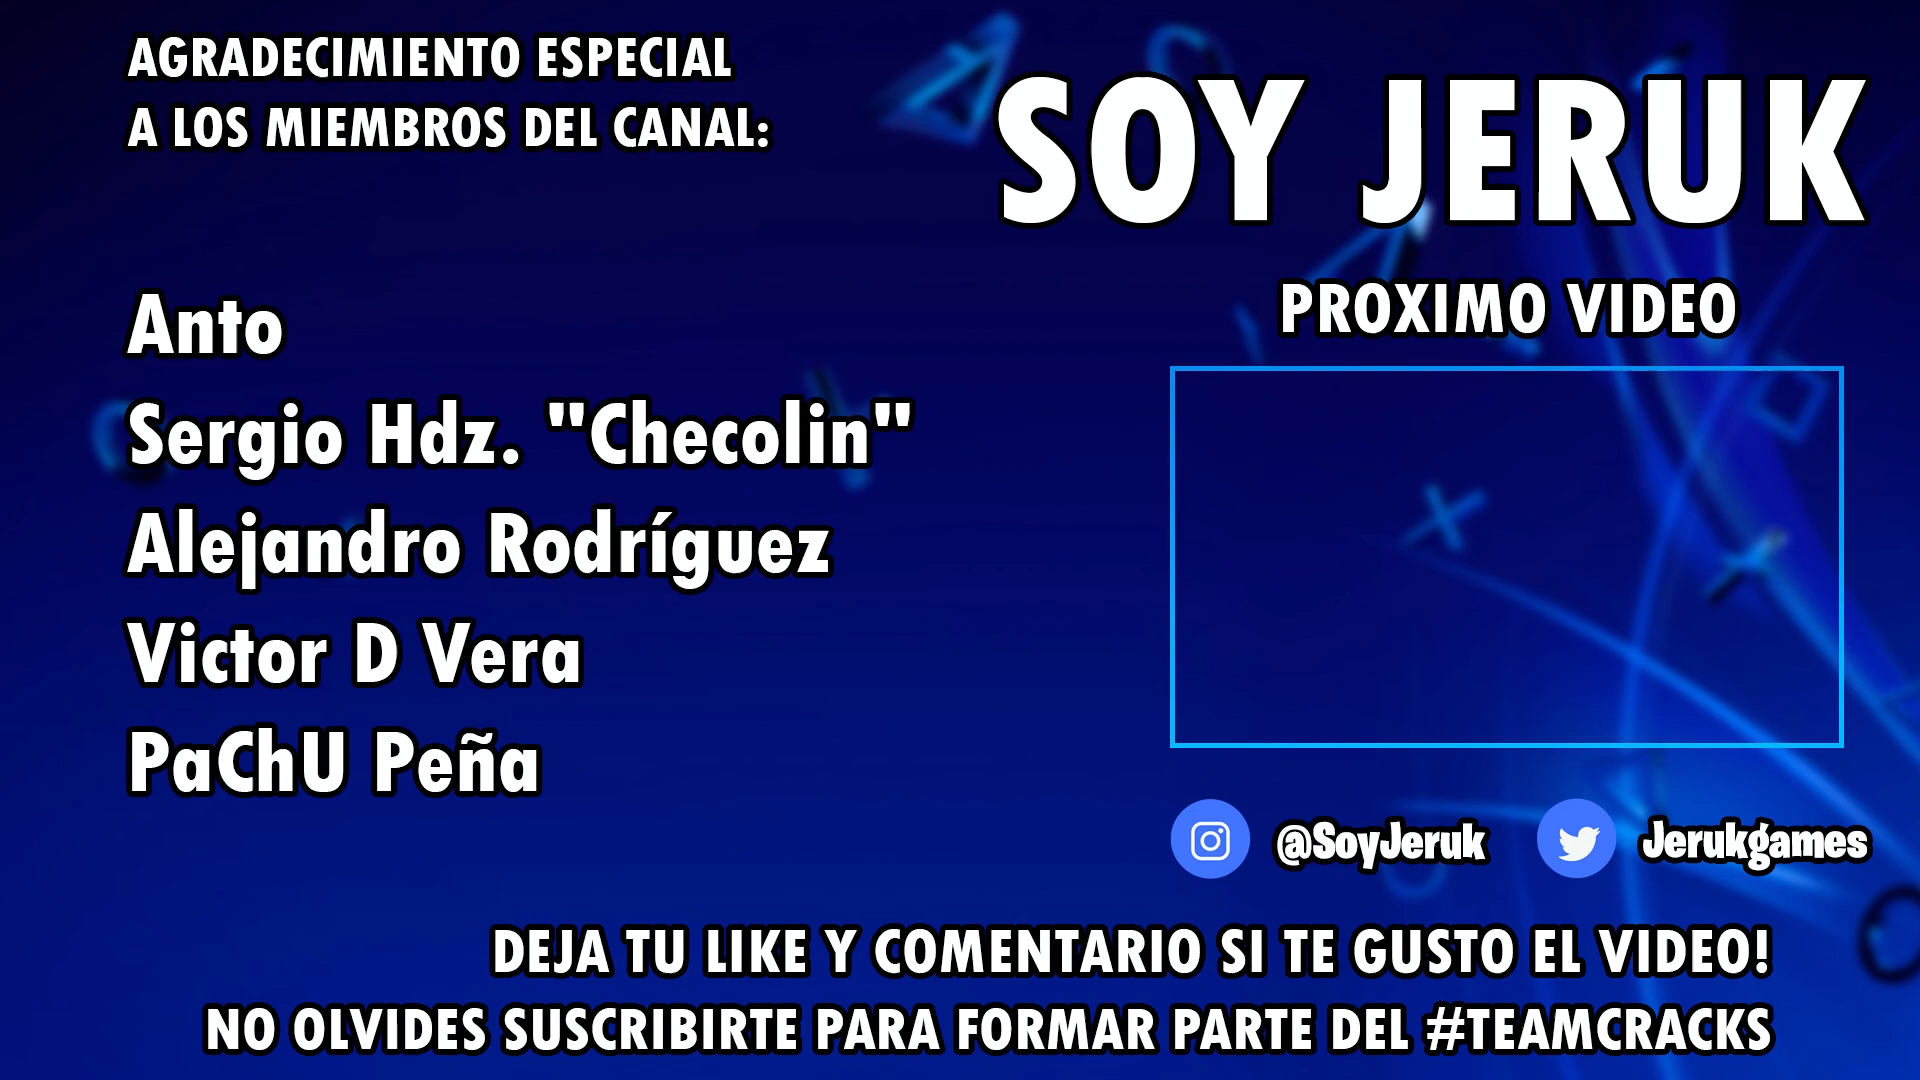 AGRADECIMIENTO ESPECIAL
A LOS MIEMBROS DEL CANAL:
Anto
Sergio Hdz. "Checolin"
Alejandro Rodríguez
Victor D Vera
PaChU Peña
SOY JERUK
PROXIMO VIDEO
@SoyJeruk
Jerukgames
DEJA TU LIKE Y COMENTARIO SI TE GUSTO EL VIDEO!
NO OLVIDES SUSCRIBIRTE PARA FORMAR PARTE DEL #TEAMCRACKS